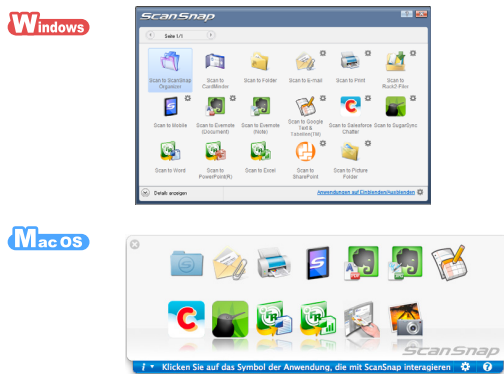 Windows
ScanSnap
Seite 1/1
Scan to ScanSnap Organizer
Scan to CardMinder
Scan to Folder
Scan to E-mail
Scan to Print
Scan to Rack2-Filer
Scan to Mobile
Scan to Evernote (Document)
Scan to Evernote (Note)
Scan to Google Text & Tabellen(TM)
Scan to Salesforce Chatter
Scan to SugarSync
Scan to Word
Scan to PowerPoint(R)
Scan to Excel
Scan to SharePoint
Scan to Picture Folder
Details anzeigen
Anwendungen auf Einblenden/Ausblenden
Mac OS
ScanSnap
Klicken Sie auf das Symbol der Anwendung, die mit ScanSnap interagieren